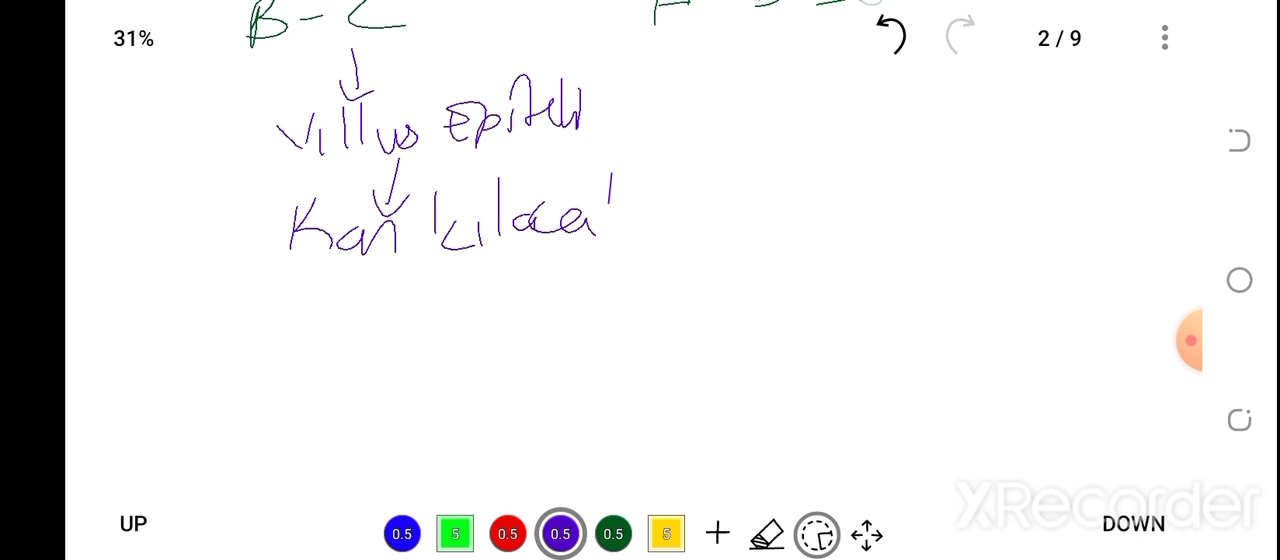 B - C
31%
2 / 9
Villus Epiteli
Kan kılcal
UP
0.5 5 0.5 0.5 0.5 5
XRecorder
DOWN